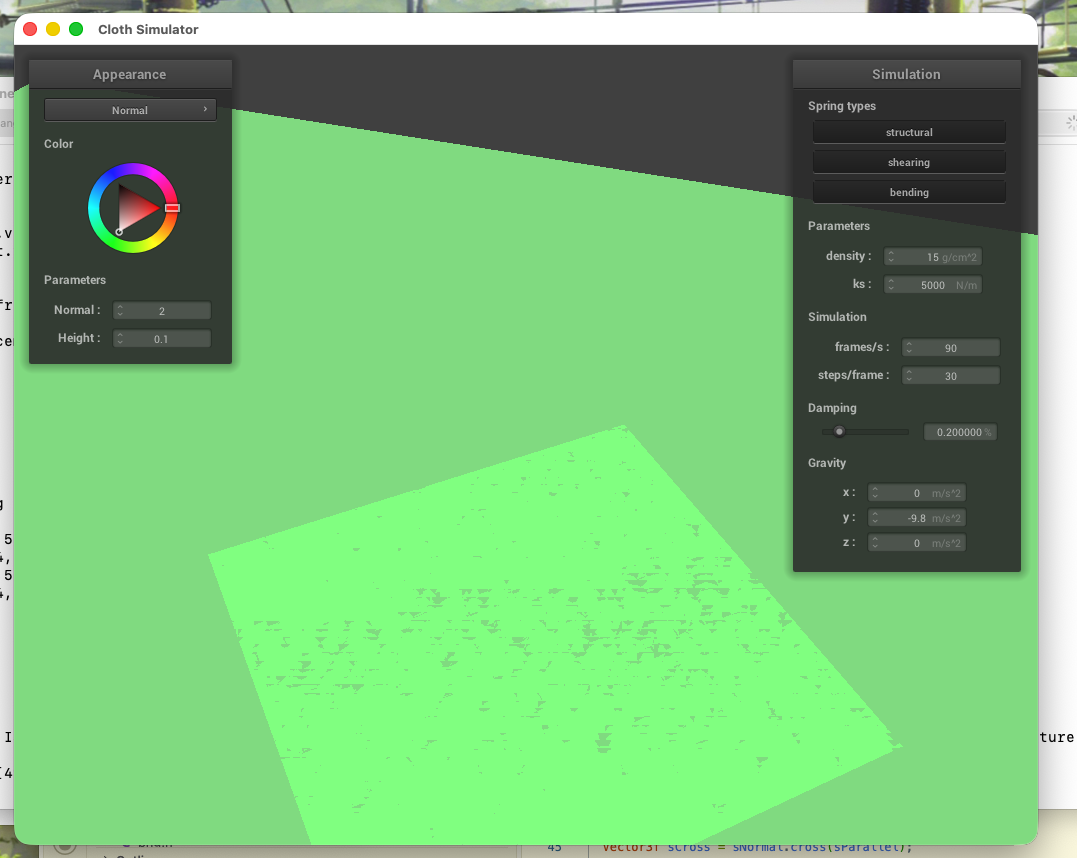 Cloth Simulator
Appearance
Normal
Color
Parameters
Normal :
2
Height :
0.1
Simulation
Spring types
structural
shearing
bending
Parameters
density :
15 g/cm^2
ks :
5000 N/m
Simulation
frames/s :
90
steps/frame :
30
Damping
0.200000 %
Gravity
x :
0 m/s^2
y :
-9.8 m/s^2
z :
0 m/s^2
ture
45
Vector3f sCross = sNormal.cross(sParallel);